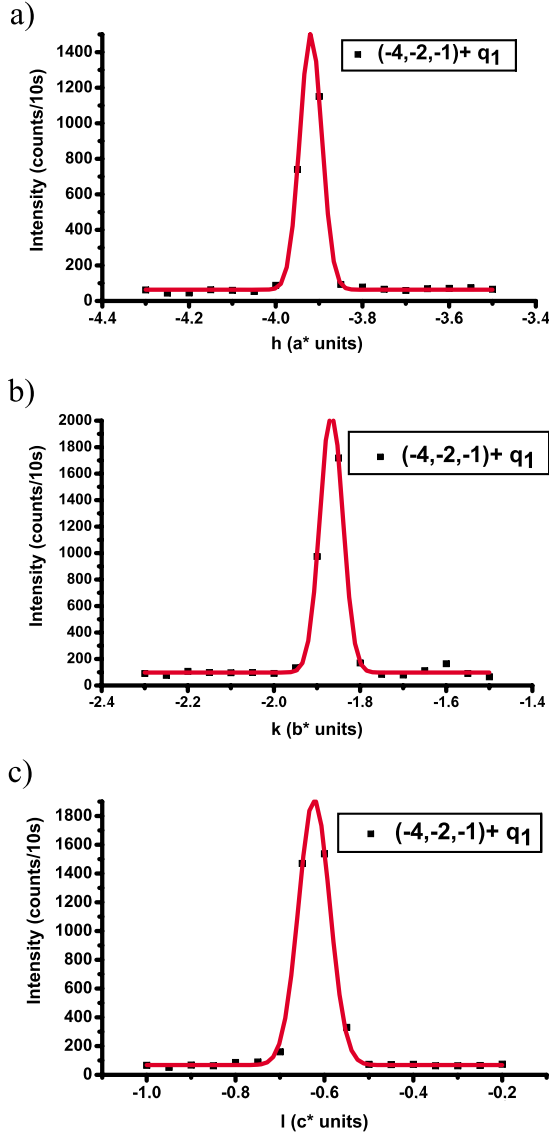 a)
(-4,-2,-1)+ q1
Intensity (counts/10s)
1400
1200
1000
800
600
400
200
0
-4.4 -4.2 -4.0 -3.8 -3.6 -3.4
h (a* units)
b)
(-4,-2,-1)+ q1
Intensity (counts/10s)
2000
1800
1600
1400
1200
1000
800
600
400
200
0
-2.4 -2.2 -2.0 -1.8 -1.6 -1.4
k (b* units)
c)
(-4,-2,-1)+ q1
Intensity (counts/10s)
1800
1600
1400
1200
1000
800
600
400
200
0
-1.0 -0.8 -0.6 -0.4 -0.2
l (c* units)